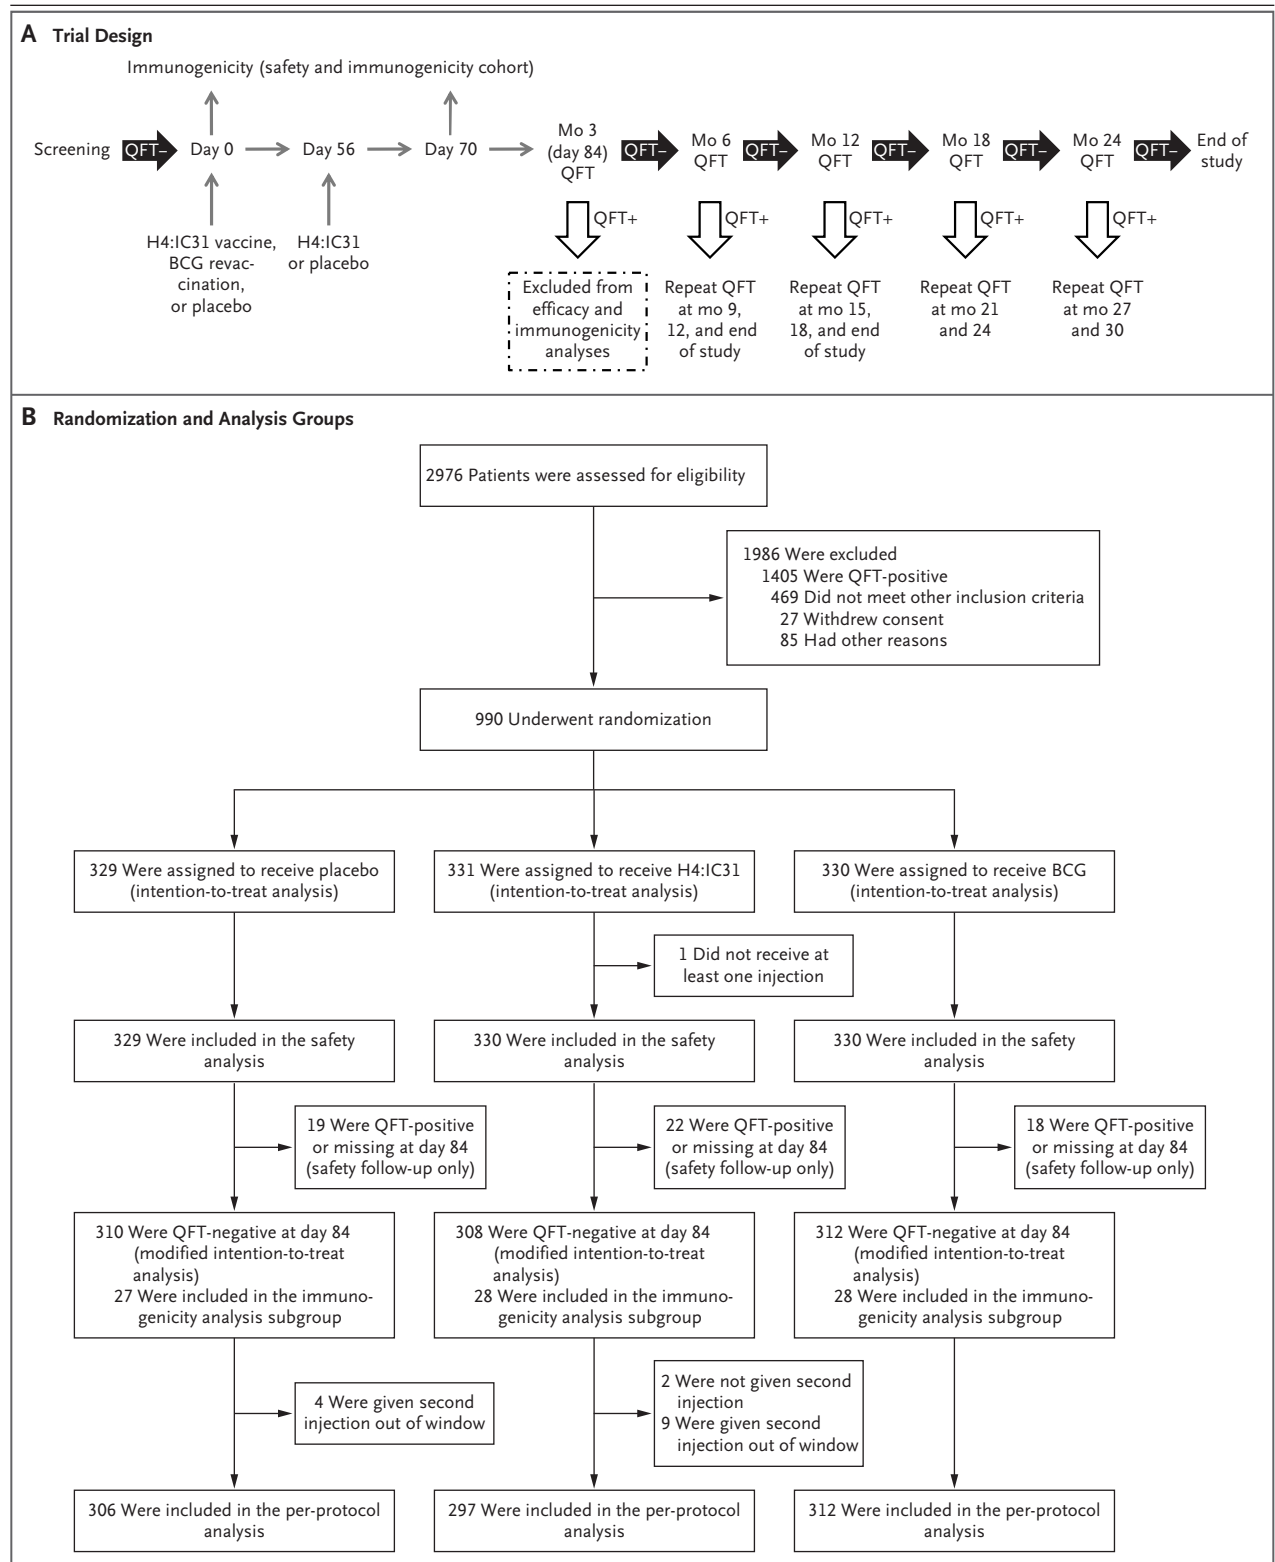 A Trial Design
Immunogenicity (safety and immunogenicity cohort)
Screening
QFT–
Day 0
Day 56
Day 70
Mo 3
(day 84)
QFT
QFT–
Mo 6
QFT
QFT–
Mo 12
QFT
QFT–
Mo 18
QFT
QFT–
Mo 24
QFT
QFT–
End of
study
H4:IC31 vaccine,
BCG revac-
cination,
or placebo
H4:IC31
or placebo
QFT+
QFT+
QFT+
QFT+
QFT+
Excluded from
efficacy and
immunogenicity
analyses
Repeat QFT
at mo 9,
12, and end
of study
Repeat QFT
at mo 15,
18, and end
of study
Repeat QFT
at mo 21
and 24
Repeat QFT
at mo 27
and 30
B Randomization and Analysis Groups
2976 Patients were assessed for eligibility
1986 Were excluded
1405 Were QFT-positive
469 Did not meet other inclusion criteria
27 Withdrew consent
85 Had other reasons
990 Underwent randomization
329 Were assigned to receive placebo
(intention-to-treat analysis)
331 Were assigned to receive H4:IC31
(intention-to-treat analysis)
330 Were assigned to receive BCG
(intention-to-treat analysis)
1 Did not receive at
least one injection
329 Were included in the safety
analysis
330 Were included in the safety
analysis
330 Were included in the safety
analysis
19 Were QFT-positive
or missing at day 84
(safety follow-up only)
22 Were QFT-positive
or missing at day 84
(safety follow-up only)
18 Were QFT-positive
or missing at day 84
(safety follow-up only)
310 Were QFT-negative at day 84
(modified intention-to-treat
analysis)
27 Were included in the immuno-
genicity analysis subgroup
308 Were QFT-negative at day 84
(modified intention-to-treat
analysis)
28 Were included in the immuno-
genicity analysis subgroup
312 Were QFT-negative at day 84
(modified intention-to-treat
analysis)
28 Were included in the immuno-
genicity analysis subgroup
4 Were given second
injection out of window
2 Were not given second
injection
9 Were given second
injection out of window
306 Were included in the per-protocol
analysis
297 Were included in the per-protocol
analysis
312 Were included in the per-protocol
analysis